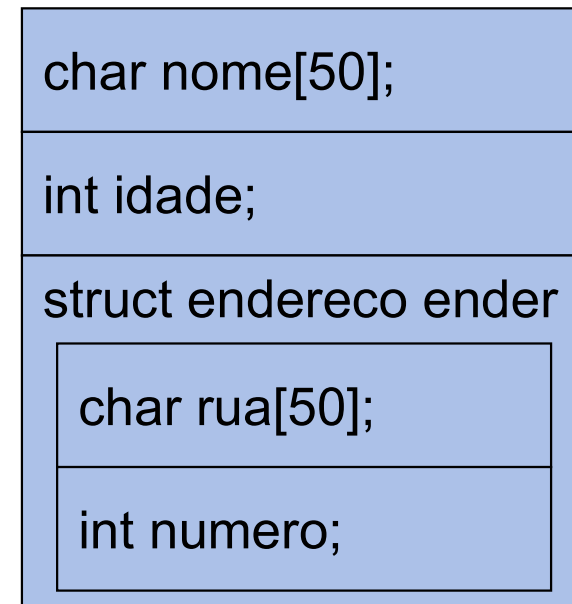 char nome[50];
int idade;
struct endereco ender
char rua[50];
int numero;